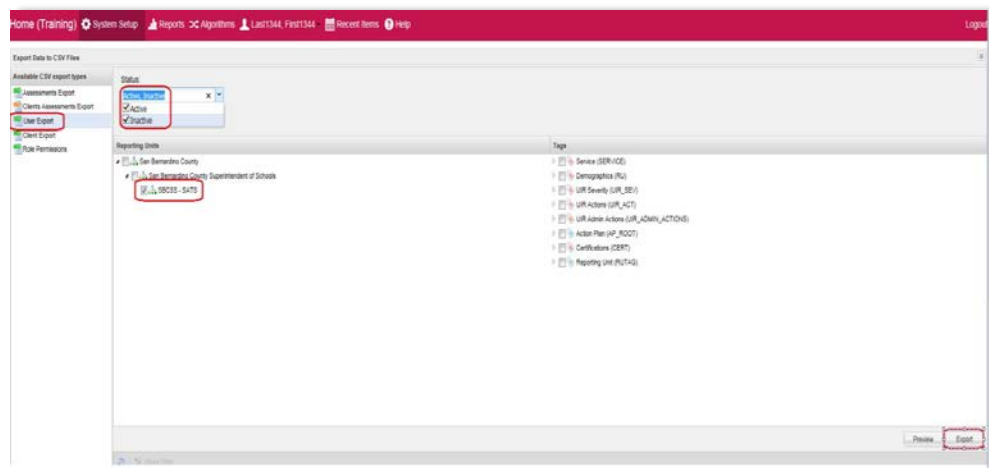 Home (Training) System Setup Reports Algorithms Last1344, First1344 Recent Items Help Logout
Export Data to CSV Files
Available CSV export types
Assessments Export
Clients Assessments Export
User Export
Client Export
Role Permissions
Status:
Active, Inactive
Active
Inactive
Reporting Units
San Bernardino County
San Bernardino County Superintendent of Schools
SBCSS - SATS
Tags
Service (SERVICE)
Demographics (RU)
UIR Severity (UIR_SEV)
UIR Actions (UIR_ACT)
UIR Admin Actions (UIR_ADMIN_ACTIONS)
Action Plan (AP_ROOT)
Certifications (CERT)
Reporting Unit (RUTAG)
Preview Export